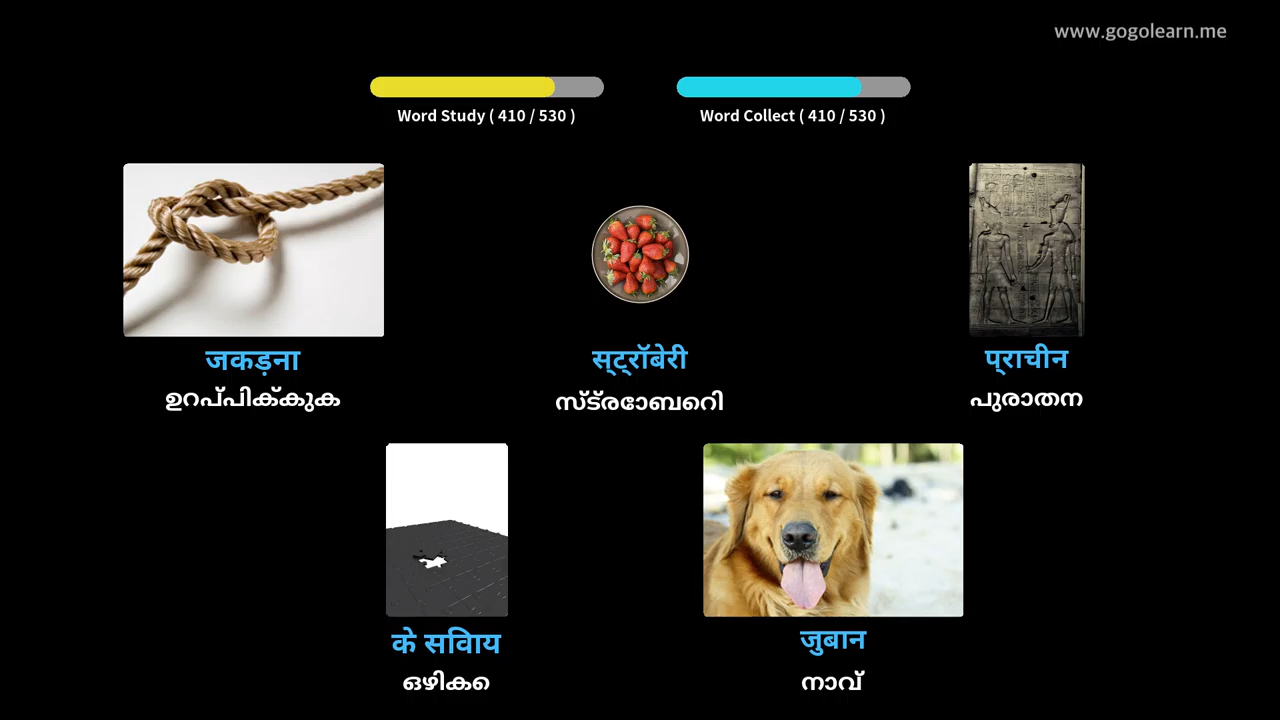 www.gogolearn.me
Word Study ( 410 / 530 )
Word Collect ( 410 / 530 )
जकड़ना
स्ट्रॉबेरी
प्राचीन
ഉറപ്പിക്കുക
സ്ട്രോബെറി
പുരാതന
के सिवाय
जुबान
ഒഴികെ
നാവ്